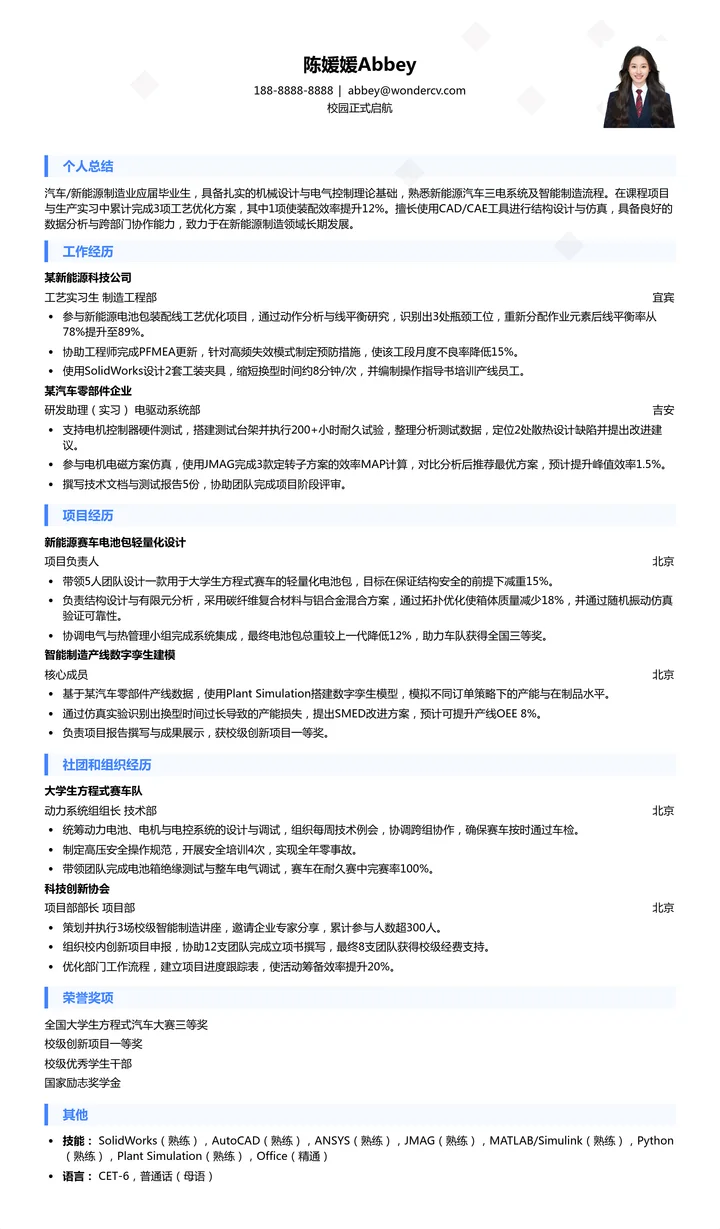 陈媛媛Abbey
188-8888-8888 | abbey@wondercv.com
校园正式启航
个人总结
汽车/新能源制造业应届毕业生，具备扎实的机械设计与电气控制理论基础，熟悉新能源汽车三电系统及智能制造流程。在课程项目
与生产实习中累计完成3项工艺优化方案，其中1项使装配效率提升12%。擅长使用CAD/CAE工具进行结构设计与仿真，具备良好的
数据分析与跨部门协作能力，致力于在新能源制造领域长期发展。
工作经历
某新能源科技公司
工艺实习生 制造工程部 宜宾
• 参与新能源电池包装配线工艺优化项目，通过动作分析与线平衡研究，识别出3处瓶颈工位，重新分配作业元素后线平衡率从
78%提升至89%。
• 协助工程师完成PFMEA更新，针对高频失效模式制定预防措施，使该工段月度不良率降低15%。
• 使用SolidWorks设计2套工装夹具，缩短换型时间约8分钟/次，并编制操作指导书培训产线员工。
某汽车零部件企业
研发助理（实习） 电驱动系统部 吉安
• 支持电机控制器硬件测试，搭建测试台架并执行200+小时耐久试验，整理分析测试数据，定位2处散热设计缺陷并提出改进建
议。
• 参与电机电磁方案仿真，使用JMAG完成3款定转子方案的效率MAP计算，对比分析后推荐最优方案，预计提升峰值效率1.5%。
• 撰写技术文档与测试报告5份，协助团队完成项目阶段评审。
项目经历
新能源赛车电池包轻量化设计
项目负责人 北京
• 带领5人团队设计一款用于大学生方程式赛车的轻量化电池包，目标在保证结构安全的前提下减重15%。
• 负责结构设计与有限元分析，采用碳纤维复合材料与铝合金混合方案，通过拓扑优化使箱体质量减少18%，并通过随机振动仿真
验证可靠性。
• 协调电气与热管理小组完成系统集成，最终电池包总重较上一代降低12%，助力车队获得全国三等奖。
智能制造产线数字孪生建模
核心成员 北京
• 基于某汽车零部件产线数据，使用Plant Simulation搭建数字孪生模型，模拟不同订单策略下的产能与在制品水平。
• 通过仿真实验识别出换型时间过长导致的产能损失，提出SMED改进方案，预计可提升产线OEE 8%。
• 负责项目报告撰写与成果展示，获校级创新项目一等奖。
社团和组织经历
大学生方程式赛车队
动力系统组组长 技术部 北京
• 统筹动力电池、电机与电控系统的设计与调试，组织每周技术例会，协调跨组协作，确保赛车按时通过车检。
• 制定高压安全操作规范，开展安全培训4次，实现全年零事故。
• 带领团队完成电池箱绝缘测试与整车电气调试，赛车在耐久赛中完赛率100%。
科技创新协会
项目部部长 项目部 北京
• 策划并执行3场校级智能制造讲座，邀请企业专家分享，累计参与人数超300人。
• 组织校内创新项目申报，协助12支团队完成立项书撰写，最终8支团队获得校级经费支持。
• 优化部门工作流程，建立项目进度跟踪表，使活动筹备效率提升20%。
荣誉奖项
全国大学生方程式汽车大赛三等奖
校级创新项目一等奖
校级优秀学生干部
国家励志奖学金
其他
• 技能： SolidWorks（熟练），AutoCAD（熟练），ANSYS（熟练），JMAG（熟练），MATLAB/Simulink（熟练），Python
（熟练），Plant Simulation（熟练），Office（精通）
• 语言： CET-6，普通话（母语）